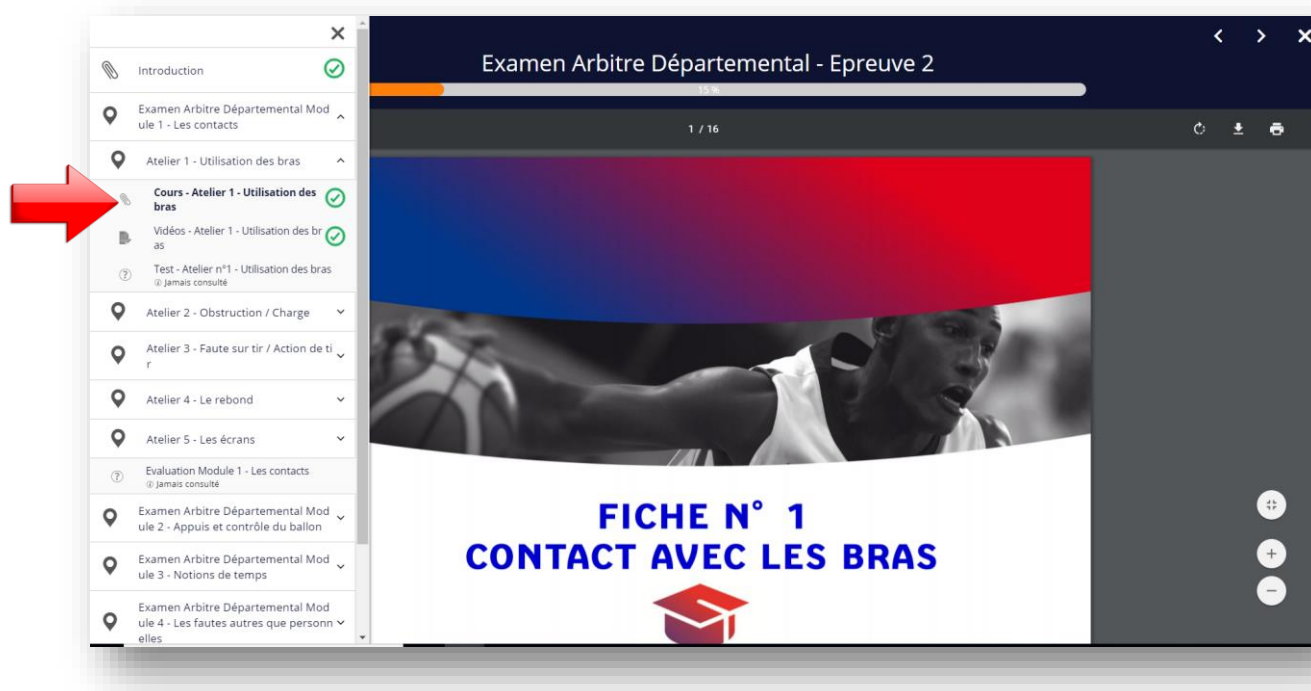 Introduction
Examen Arbitre Départemental Mod
ule 1 - Les contacts
Atelier 1 - Utilisation des bras
Cours - Atelier 1 - Utilisation des
bras
Vidéos - Atelier 1 - Utilisation des br
as
Test - Atelier n°1 - Utilisation des bras
Jamais consulté
Atelier 2 - Obstruction / Charge
Atelier 3 - Faute sur tir / Action de ti
r
Atelier 4 - Le rebond
Atelier 5 - Les écrans
Evaluation Module 1 - Les contacts
Jamais consulté
Examen Arbitre Départemental Mod
ule 2 - Appuis et contrôle du ballon
Examen Arbitre Départemental Mod
ule 3 - Notions de temps
Examen Arbitre Départemental Mod
ule 4 - Les fautes autres que personn
elles
Examen Arbitre Départemental - Epreuve 2
15 %
1 / 16
FICHE N° 1
CONTACT AVEC LES BRAS